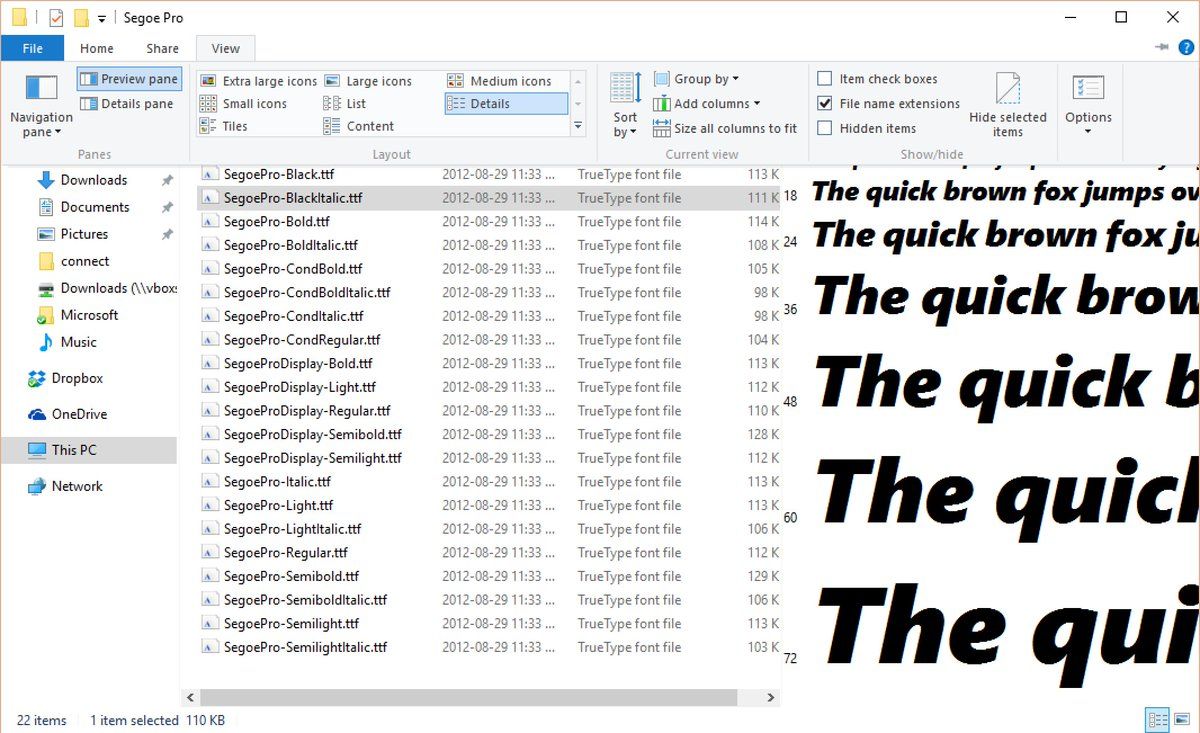 Segoe Pro
File Home Share View
Navigation pane
Preview pane
Details pane
Panes
Extra large icons Large icons Medium icons
Small icons List Details
Tiles Content
Layout
Sort by
Group by
Add columns
Size all columns to fit
Current view
Item check boxes
File name extensions
Hidden items
Hide selected items
Show/hide
Options
Downloads
Documents
Pictures
connect
Downloads (\\vboxs
Microsoft
Music
Dropbox
OneDrive
This PC
Network
SegoePro-Black.ttf 2012-08-29 11:33 ... TrueType font file 113 K
SegoePro-BlackItalic.ttf 2012-08-29 11:33 ... TrueType font file 111 K
SegoePro-Bold.ttf 2012-08-29 11:33 ... TrueType font file 114 K
SegoePro-BoldItalic.ttf 2012-08-29 11:33 ... TrueType font file 108 K
SegoePro-CondBold.ttf 2012-08-29 11:33 ... TrueType font file 105 K
SegoePro-CondBoldItalic.ttf 2012-08-29 11:33 ... TrueType font file 98 K
SegoePro-CondItalic.ttf 2012-08-29 11:33 ... TrueType font file 98 K
SegoePro-CondRegular.ttf 2012-08-29 11:33 ... TrueType font file 104 K
SegoeProDisplay-Bold.ttf 2012-08-29 11:33 ... TrueType font file 113 K
SegoeProDisplay-Light.ttf 2012-08-29 11:33 ... TrueType font file 112 K
SegoeProDisplay-Regular.ttf 2012-08-29 11:33 ... TrueType font file 110 K
SegoeProDisplay-Semibold.ttf 2012-08-29 11:33 ... TrueType font file 128 K
SegoeProDisplay-Semilight.ttf 2012-08-29 11:33 ... TrueType font file 112 K
SegoePro-Italic.ttf 2012-08-29 11:33 ... TrueType font file 113 K
SegoePro-Light.ttf 2012-08-29 11:33 ... TrueType font file 113 K
SegoePro-LightItalic.ttf 2012-08-29 11:33 ... TrueType font file 106 K
SegoePro-Regular.ttf 2012-08-29 11:33 ... TrueType font file 112 K
SegoePro-Semibold.ttf 2012-08-29 11:33 ... TrueType font file 129 K
SegoePro-SemiboldItalic.ttf 2012-08-29 11:33 ... TrueType font file 106 K
SegoePro-Semilight.ttf 2012-08-29 11:33 ... TrueType font file 113 K
SegoePro-SemilightItalic.ttf 2012-08-29 11:33 ... TrueType font file 103 K
18 The quick brown fox jumps ov
24 The quick brown fox ju
36 The quick brow
48 The quick b
60 The quick
72 The qui
22 items 1 item selected 110 KB